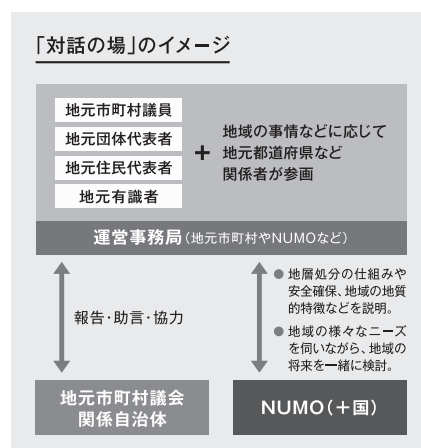 「対話の場」のイメージ
地元市町村議員
地元団体代表者
地元住民代表者
地元有識者
+
地域の事情などに応じて
地元都道府県など
関係者が参画
運営事務局(地元市町村やNUMOなど)
報告・助言・協力
●地層処分の仕組みや
安全確保、地域の地質
的特徴などを説明。
●地域の様々なニーズ
を伺いながら、地域の
将来を一緒に検討。
地元市町村議会
関係自治体
NUMO(+国)